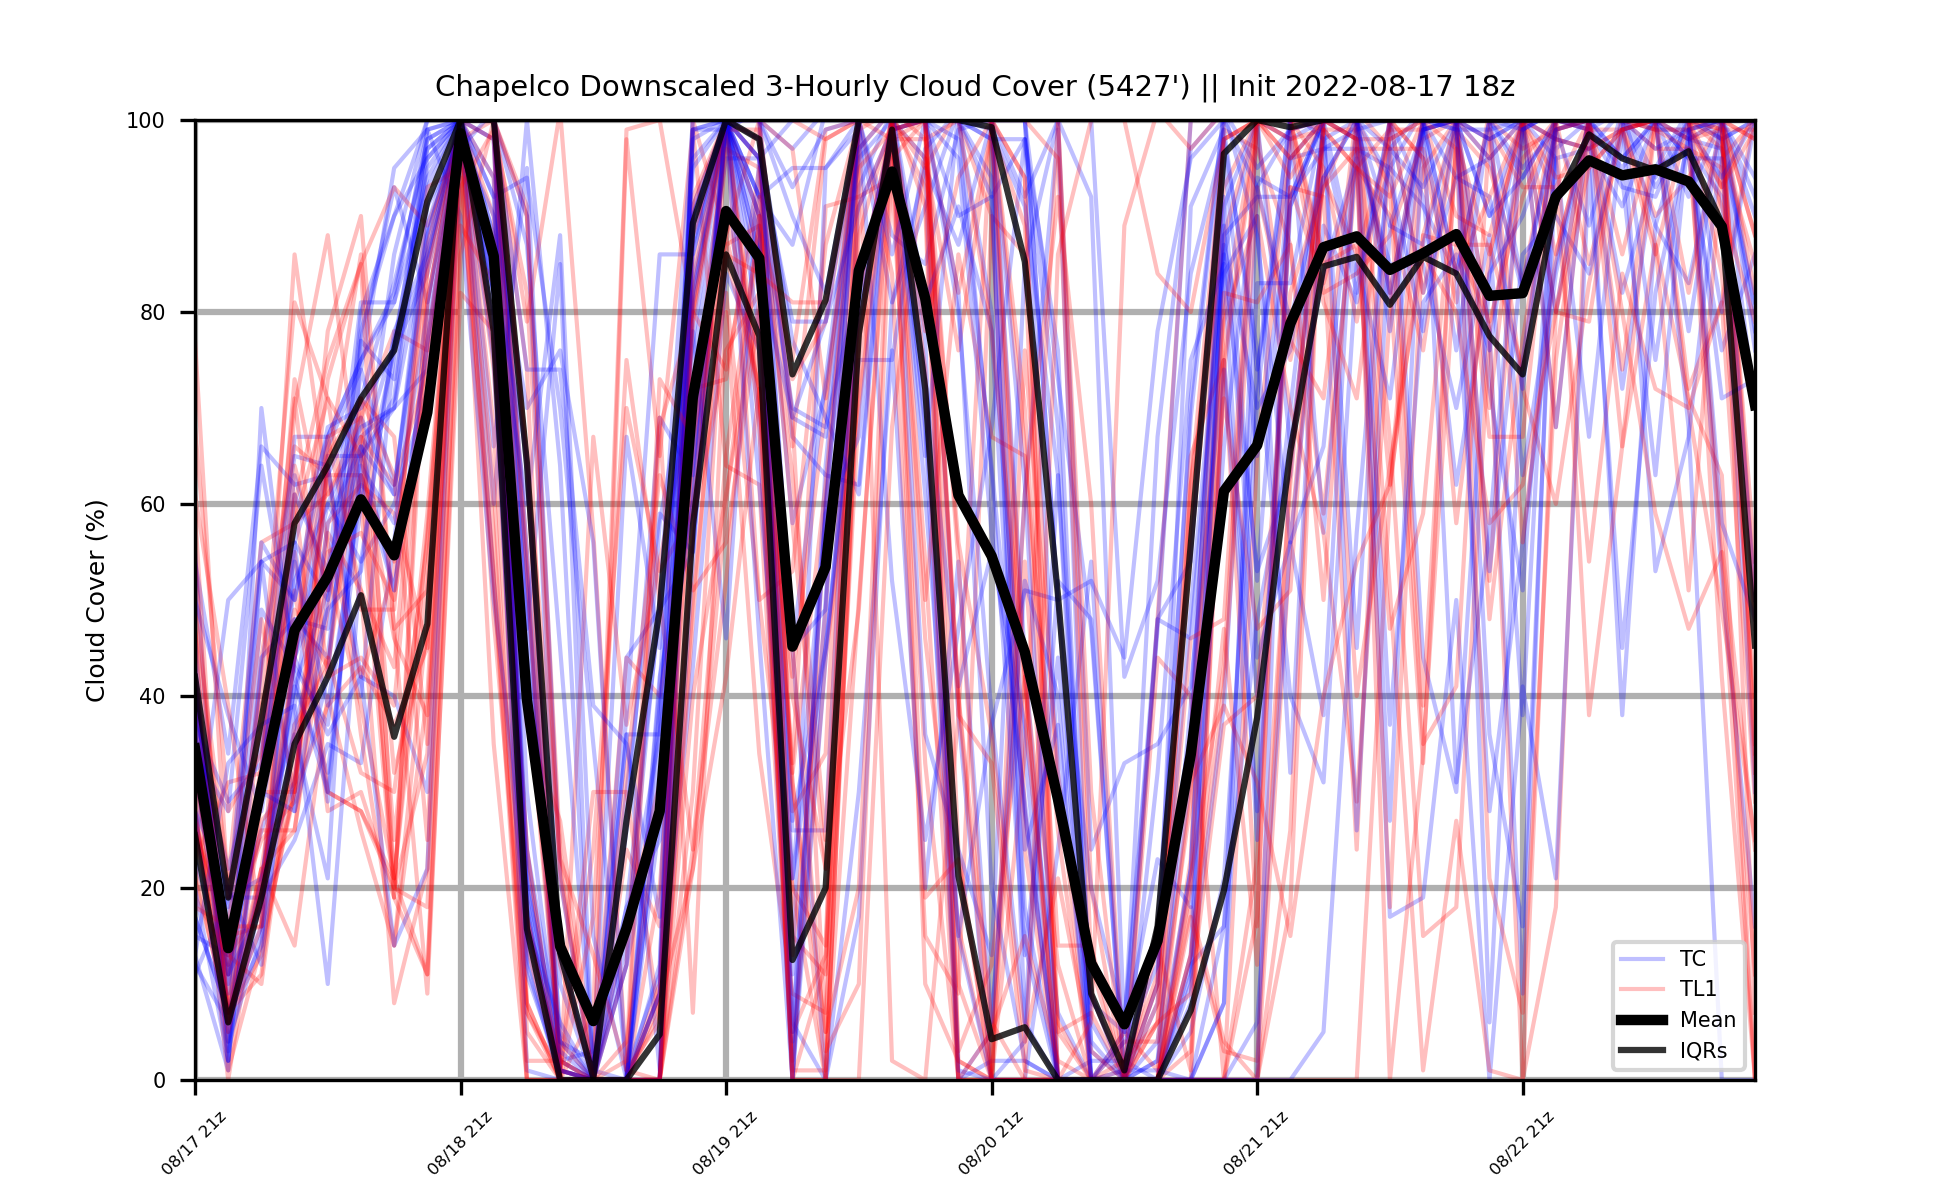 Chapelco Downscaled 3-Hourly Cloud Cover (5427') || Init 2022-08-17 18z
Cloud Cover (%)
100
80
60
40
20
0
TC
TL1
Mean
IQRs
08/17 21z
08/18 21z
08/19 21z
08/20 21z
08/21 21z
08/22 21z